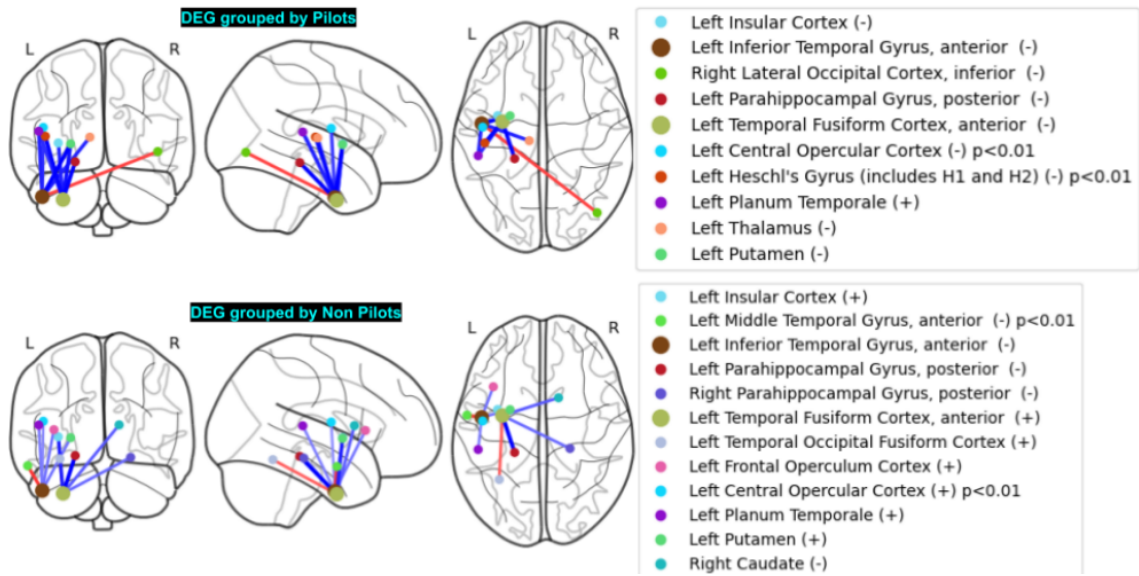 DEG grouped by Pilots
L
R
L
R
Left Insular Cortex (-)
Left Inferior Temporal Gyrus, anterior (-)
Right Lateral Occipital Cortex, inferior (-)
Left Parahippocampal Gyrus, posterior (-)
Left Temporal Fusiform Cortex, anterior (-)
Left Central Opercular Cortex (-) p<0.01
Left Heschl's Gyrus (includes H1 and H2) (-) p<0.01
Left Planum Temporale (+)
Left Thalamus (-)
Left Putamen (-)
DEG grouped by Non Pilots
L
R
L
R
Left Insular Cortex (+)
Left Middle Temporal Gyrus, anterior (-) p<0.01
Left Inferior Temporal Gyrus, anterior (-)
Left Parahippocampal Gyrus, posterior (-)
Right Parahippocampal Gyrus, posterior (-)
Left Temporal Fusiform Cortex, anterior (+)
Left Temporal Occipital Fusiform Cortex (+)
Left Frontal Operculum Cortex (+)
Left Central Opercular Cortex (+) p<0.01
Left Planum Temporale (+)
Left Putamen (+)
Right Caudate (-)